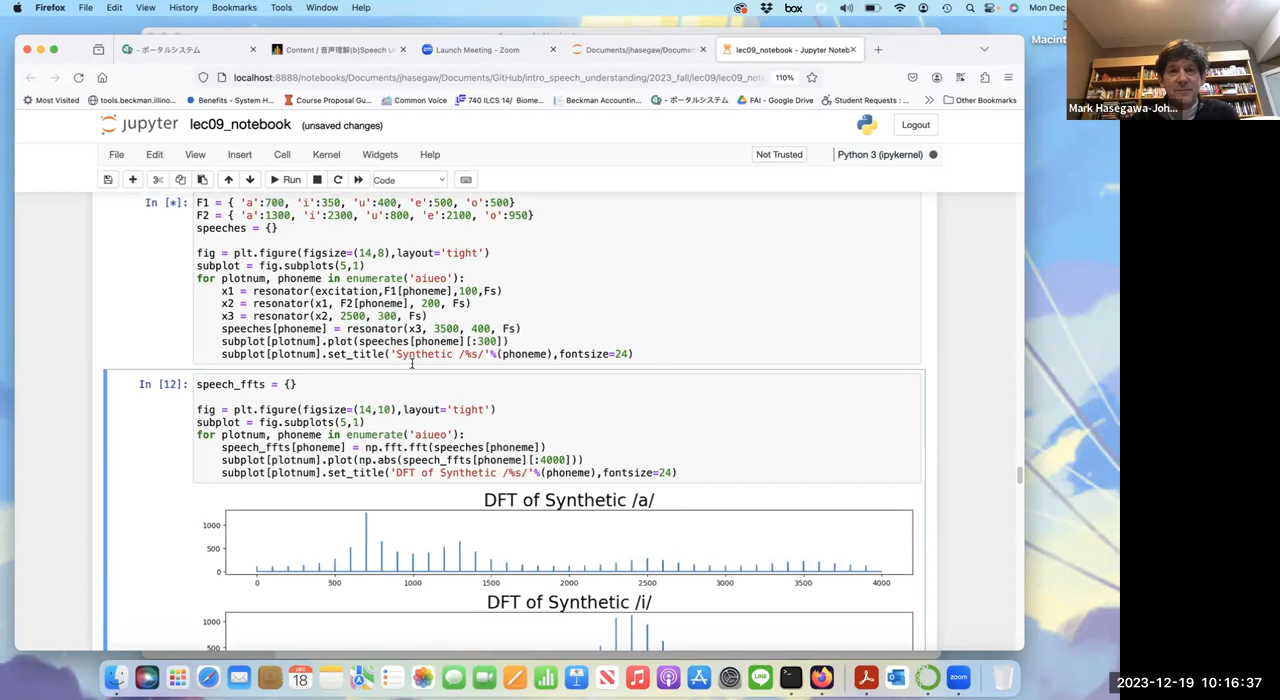 Firefox File Edit View History Bookmarks Tools Window Help
box
Mon Dec
Macint
Mark Hasegawa-Joh...
ポータルシステム
Content / 音声理解
Launch Meeting - Zoom
Documents/jhasegaw/Documen
lec09_notebook - Jupyter Noteb
localhost:8888/notebooks/Documents/jhasegaw/Documents/GitHub/intro_speech_understanding/2023_fall/lec09/lec09_note
110%
Most Visited tools.beckman.illino... Benefits - System H... Course Proposal Gu... Common Voice 740 ILCS 14/ Biome... Beckman Accountin... ポータルシステム FAI - Google Drive Student Requests : ... Other Bookmarks
jupyter lec09_notebook (unsaved changes)
Logout
File Edit View Insert Cell Kernel Widgets Help
Not Trusted
Python 3 (ipykernel)
Run
Code
In [*]:
F1 = { 'a':700, 'i':350, 'u':400, 'e':500, 'o':500}
F2 = { 'a':1300, 'i':2300, 'u':800, 'e':2100, 'o':950}
speeches = {}
fig = plt.figure(figsize=(14,8),layout='tight')
subplot = fig.subplots(5,1)
for plotnum, phoneme in enumerate('aiueo'):
x1 = resonator(excitation,F1[phoneme],100,Fs)
x2 = resonator(x1, F2[phoneme], 200, Fs)
x3 = resonator(x2, 2500, 300, Fs)
speeches[phoneme] = resonator(x3, 3500, 400, Fs)
subplot[plotnum].plot(speeches[phoneme][:300])
subplot[plotnum].set_title('Synthetic /%s/'%(phoneme),fontsize=24)
In [12]:
speech_ffts = {}
fig = plt.figure(figsize=(14,10),layout='tight')
subplot = fig.subplots(5,1)
for plotnum, phoneme in enumerate('aiueo'):
speech_ffts[phoneme] = np.fft.fft(speeches[phoneme])
subplot[plotnum].plot(np.abs(speech_ffts[phoneme][:4000]))
subplot[plotnum].set_title('DFT of Synthetic /%s/'%(phoneme),fontsize=24)
DFT of Synthetic /a/
1000
500
0
0 500 1000 1500 2000 2500 3000 3500 4000
DFT of Synthetic /i/
1000
500
DEC
18
LINE
zoom
2023-12-19 10:16:37